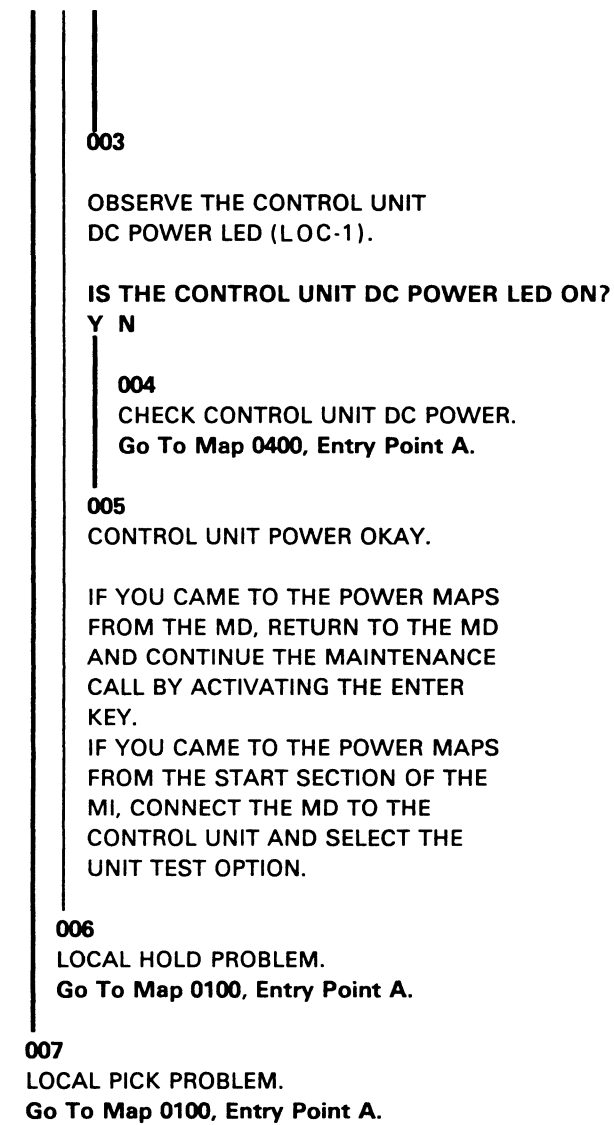 003
OBSERVE THE CONTROL UNIT
DC POWER LED (LOC-1).
IS THE CONTROL UNIT DC POWER LED ON?
Y N
004
CHECK CONTROL UNIT DC POWER.
Go To Map 0400, Entry Point A.
005
CONTROL UNIT POWER OKAY.
IF YOU CAME TO THE POWER MAPS
FROM THE MD, RETURN TO THE MD
AND CONTINUE THE MAINTENANCE
CALL BY ACTIVATING THE ENTER
KEY.
IF YOU CAME TO THE POWER MAPS
FROM THE START SECTION OF THE
MI, CONNECT THE MD TO THE
CONTROL UNIT AND SELECT THE
UNIT TEST OPTION.
006
LOCAL HOLD PROBLEM.
Go To Map 0100, Entry Point A.
007
LOCAL PICK PROBLEM.
Go To Map 0100, Entry Point A.